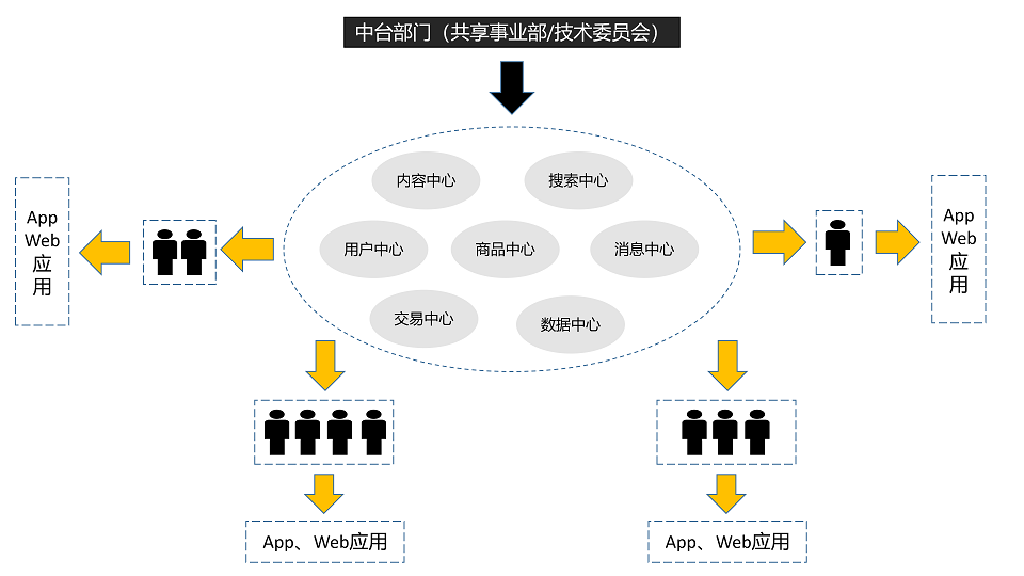 中台部门（共享事业部/技术委员会）
内容中心
搜索中心
用户中心
商品中心
消息中心
交易中心
数据中心
App
Web
应
用
App
Web
应
用
App、Web应用
App、Web应用